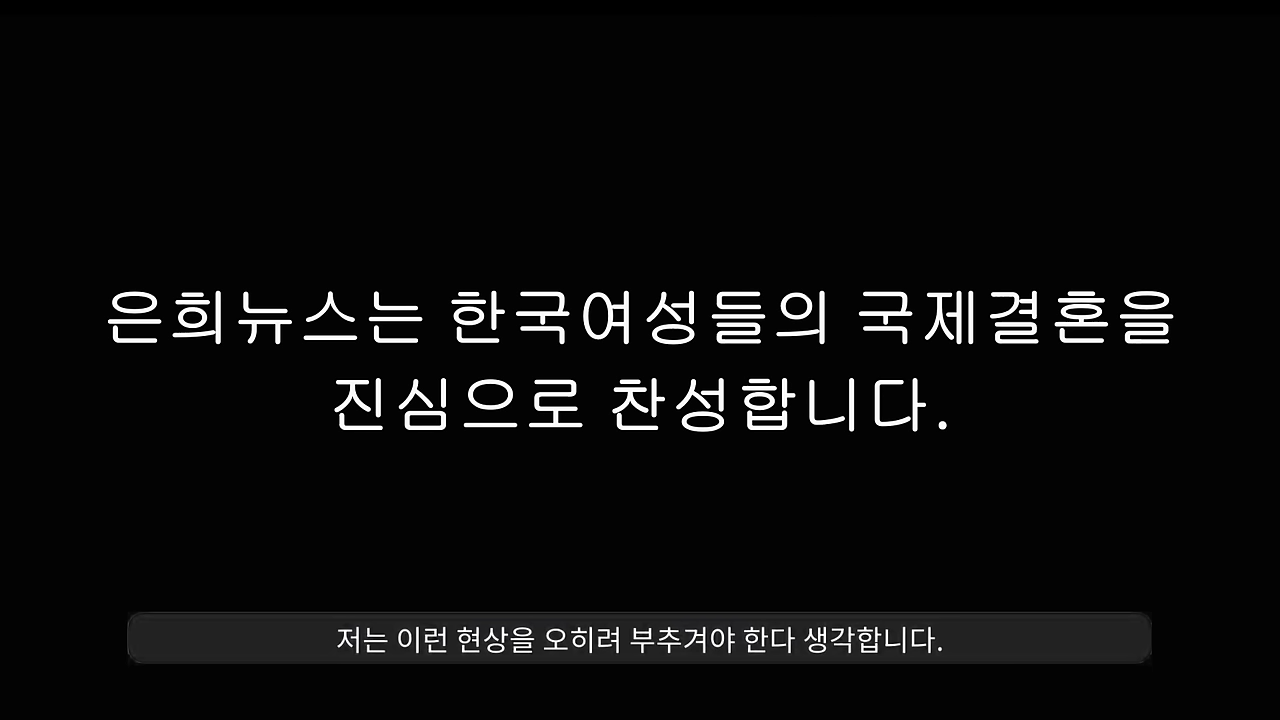 은희뉴스는 한국여성들의 국제결혼을
진심으로 찬성합니다.
저는 이런 현상을 오히려 부추겨야 한다 생각합니다.